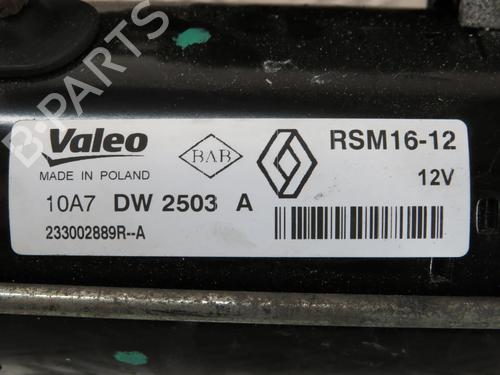 B-PARTS
Valeo
BAB
RSM16-12
MADE IN POLAND
12V
10A7 DW 2503 A
233002889R--A